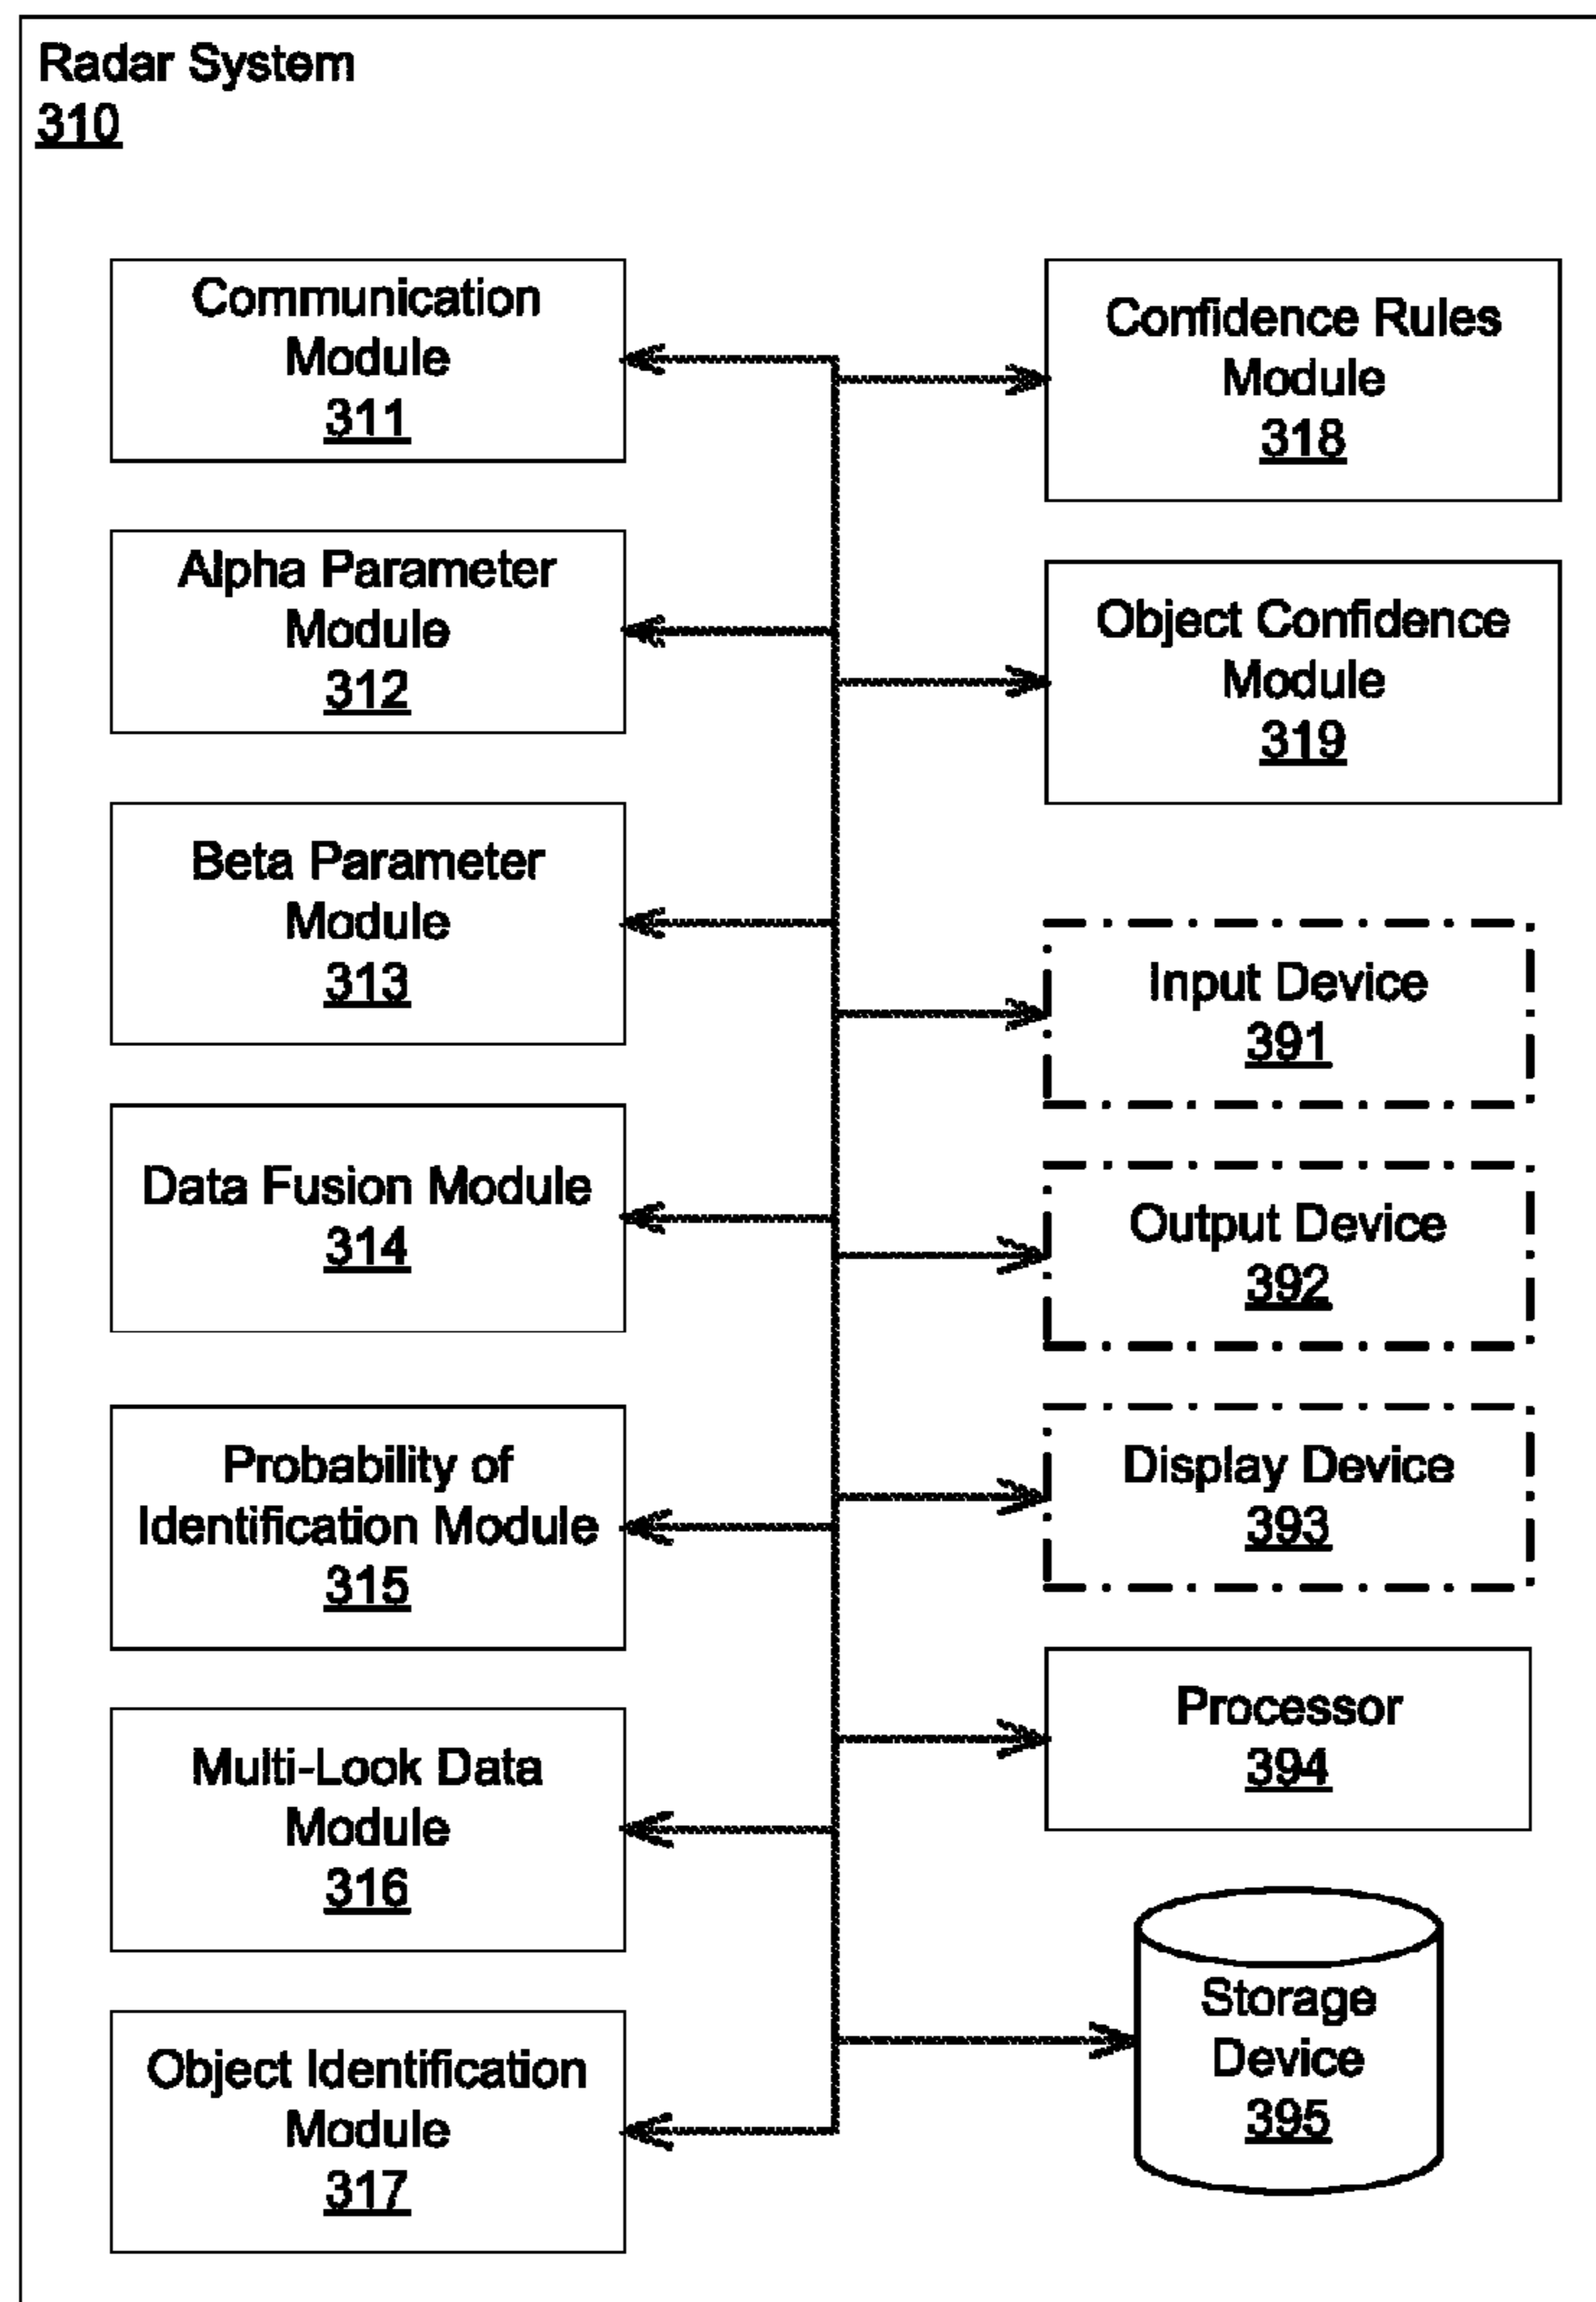 Radar System
310
Communication
Module
311
Alpha Parameter
Module
312
Beta Parameter
Module
313
Data Fusion Module
314
Probability of
Identification Module
315
Multi-Look Data
Module
316
Object Identification
Module
317
Confidence Rules
Module
318
Object Confidence
Module
319
Input Device
391
Output Device
392
Display Device
393
Processor
394
Storage
Device
395